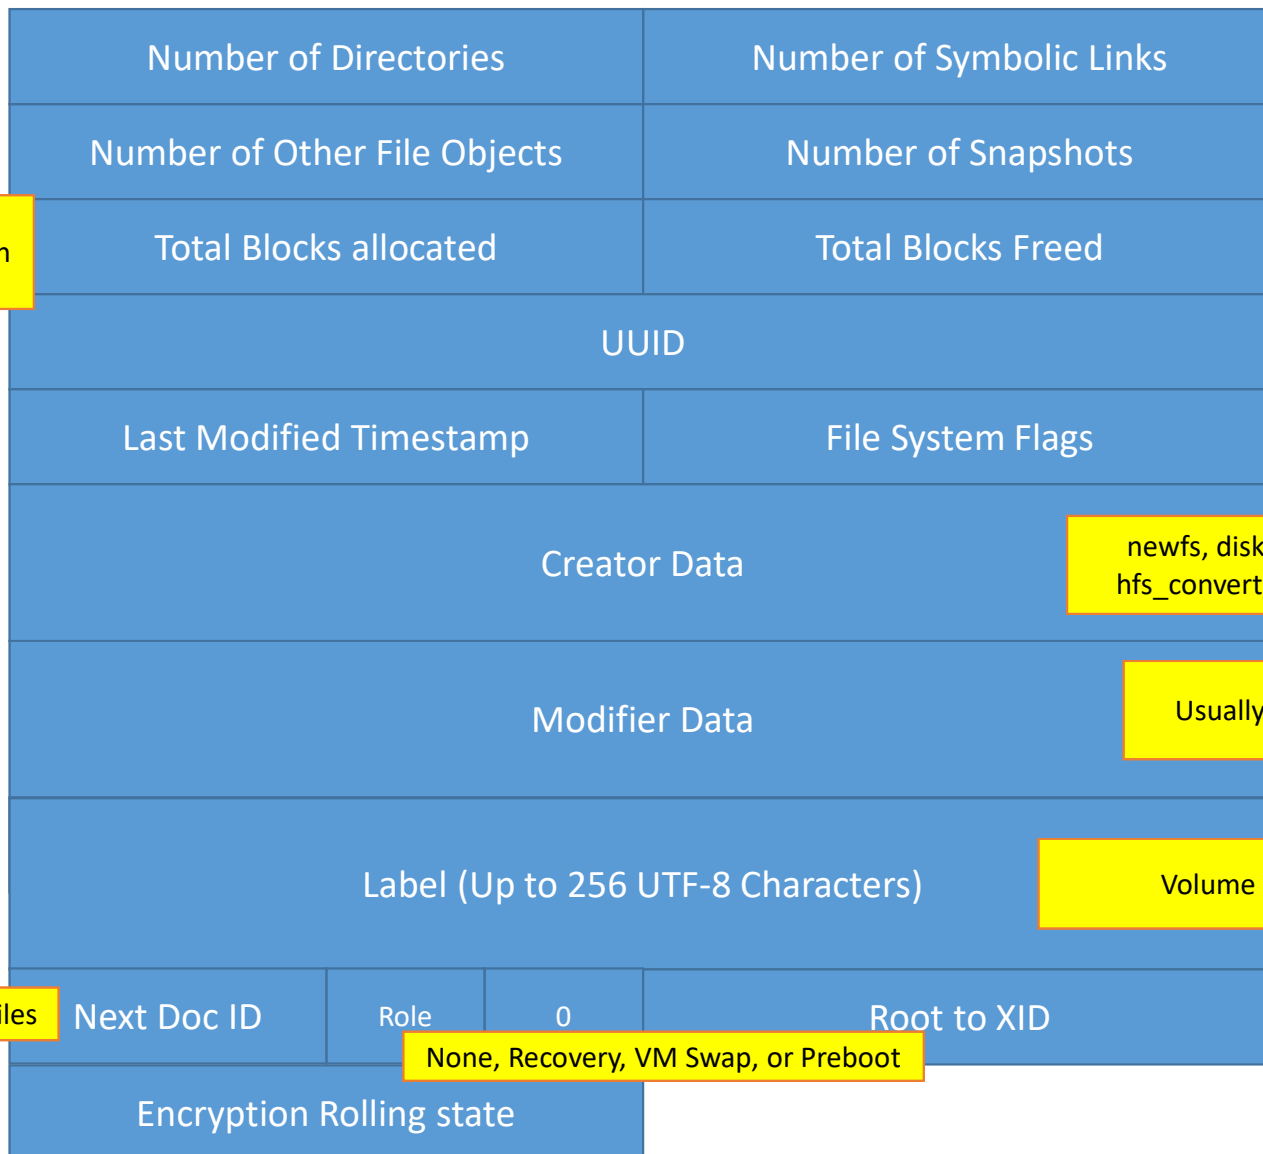 Number of Directories
Number of Symbolic Links
Number of Other File Objects
Number of Snapshots
Total Blocks allocated
Total Blocks Freed
UUID
Last Modified Timestamp
File System Flags
Creator Data
newfs, disk
hfs_convert
Modifier Data
Usually
Label (Up to 256 UTF-8 Characters)
Volume
Next Doc ID
Role
0
Root to XID
None, Recovery, VM Swap, or Preboot
Encryption Rolling state